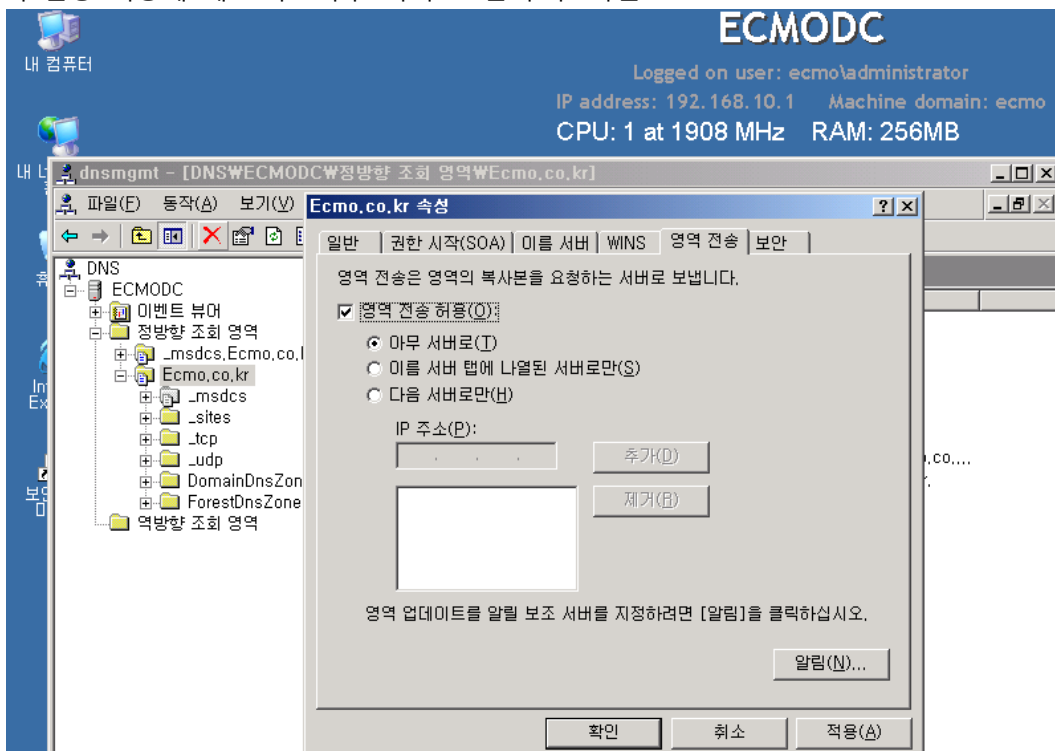 ECMODC
내 컴퓨터
Logged on user: ecmo\administrator
IP address: 192.168.10.1 Machine domain: ecmo
CPU: 1 at 1908 MHz RAM: 256MB
dnsmgmt - [DNS₩ECMODC₩정방향 조회 영역₩Ecmo.co.kr]
파일(F) 동작(A) 보기(V)
Ecmo.co.kr 속성
일반 권한 시작(SOA) 이름 서버 WINS 영역 전송 보안
DNS
ECMODC
이벤트 뷰어
정방향 조회 영역
_msdcs.Ecmo.co.
Ecmo.co.kr
_msdcs
_sites
_tcp
_udp
DomainDnsZon
ForestDnsZone
역방향 조회 영역
영역 전송은 영역의 복사본을 요청하는 서버로 보냅니다.
영역 전송 허용(O):
아무 서버로(T)
이름 서버 탭에 나열된 서버로만(S)
다음 서버로만(H)
IP 주소(P):
추가(D)
제거(R)
영역 업데이트를 알릴 보조 서버를 지정하려면 [알림]을 클릭하십시오.
알림(N)...
확인 취소 적용(A)